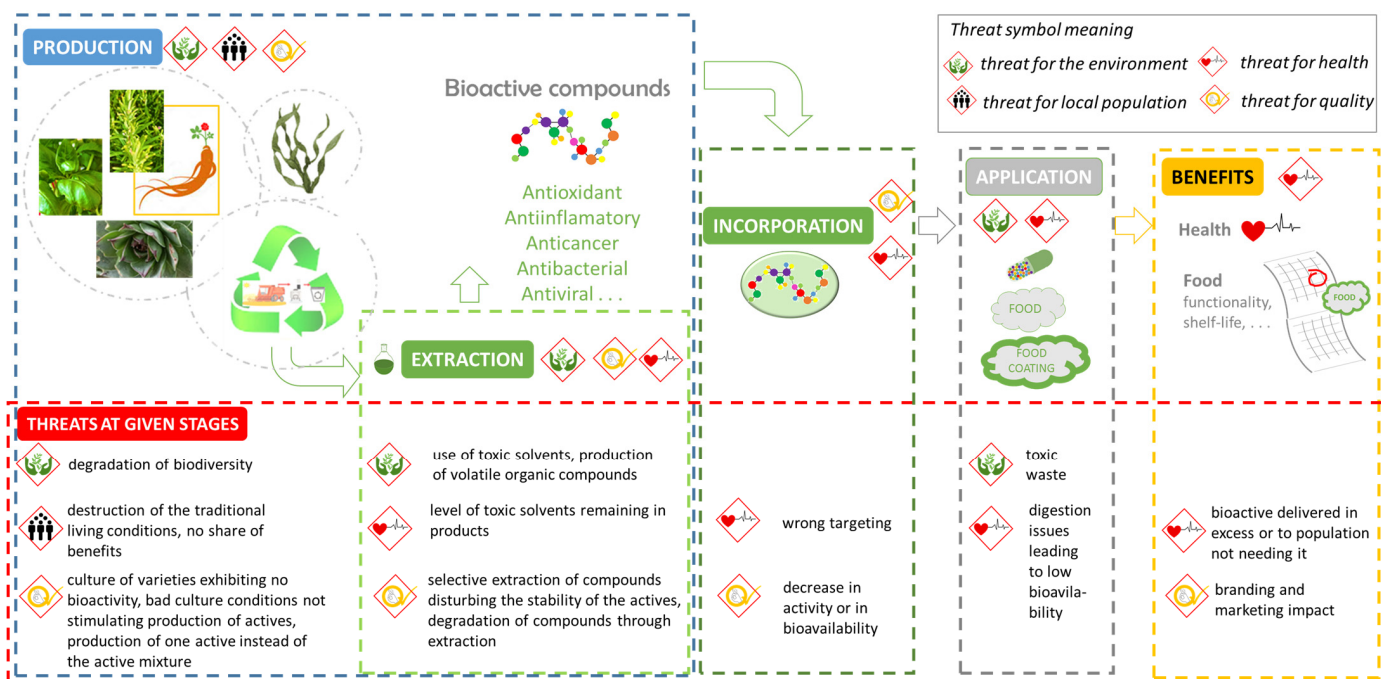 PRODUCTION
Bioactive compounds
Antioxidant
Antiinflamatory
Anticancer
Antibacterial
Antiviral . . .
EXTRACTION
Threat symbol meaning
threat for the environment
threat for health
threat for local population
threat for quality
INCORPORATION
APPLICATION
FOOD
FOOD
COATING
BENEFITS
Health
Food
functionality,
shelf-life, . . .
FOOD
THREATS AT GIVEN STAGES
degradation of biodiversity
destruction of the traditional
living conditions, no share of
benefits
culture of varieties exhibiting no
bioactivity, bad culture conditions not
stimulating production of actives,
production of one active instead of
the active mixture
use of toxic solvents, production
of volatile organic compounds
level of toxic solvents remaining in
products
selective extraction of compounds
disturbing the stability of the actives,
degradation of compounds through
extraction
wrong targeting
decrease in
activity or in
bioavailability
toxic
waste
digestion
issues
leading
to low
bioavila-
bility
bioactive delivered in
excess or to population
not needing it
branding and
marketing impact